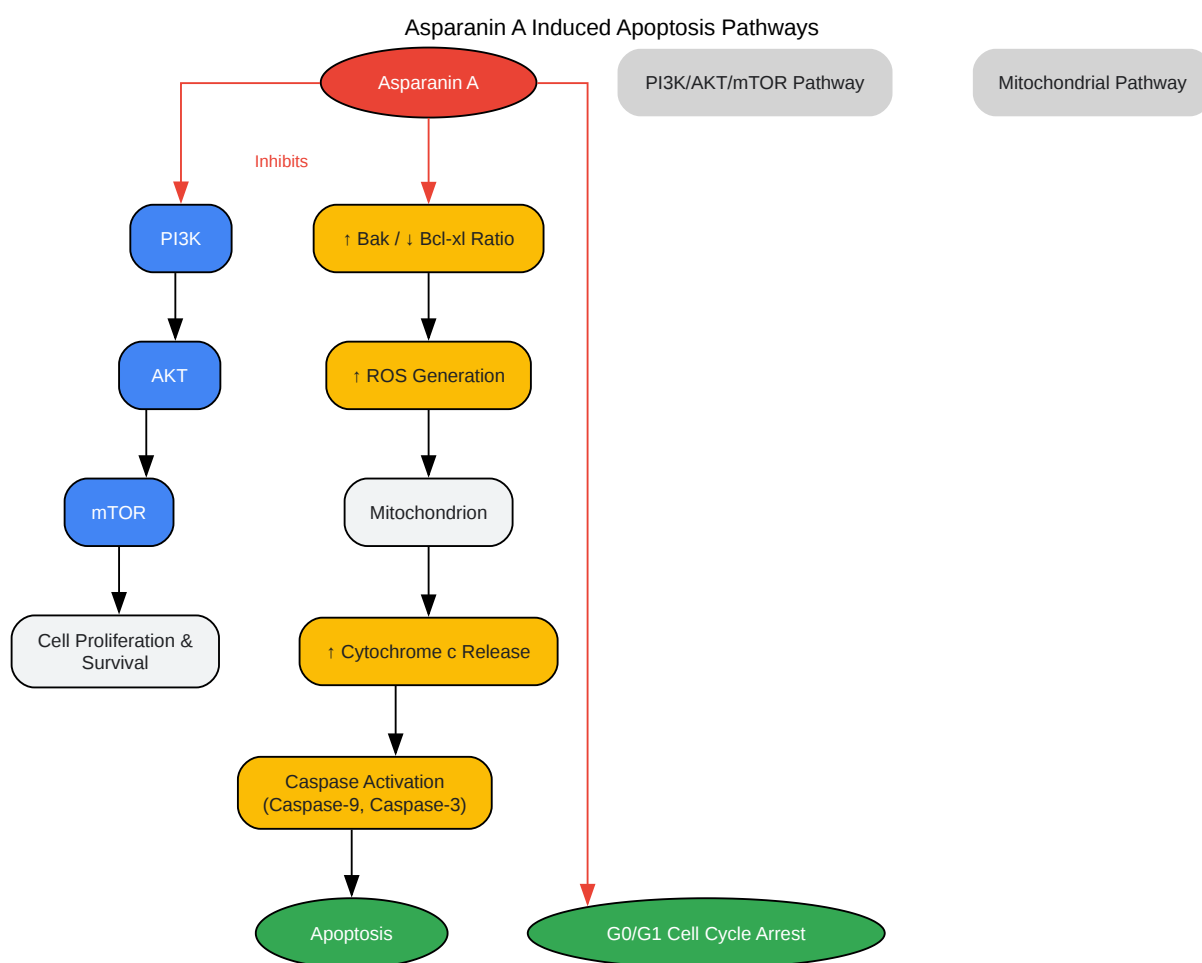 Asparanin A Induced Apoptosis Pathways
Asparanin A
PI3K/AKT/mTOR Pathway
Mitochondrial Pathway
Inhibits
PI3K
↑ Bak / ↓ Bcl-xl Ratio
AKT
↑ ROS Generation
mTOR
Mitochondrion
Cell Proliferation &
Survival
↑ Cytochrome c Release
Caspase Activation
(Caspase-9, Caspase-3)
Apoptosis
G0/G1 Cell Cycle Arrest